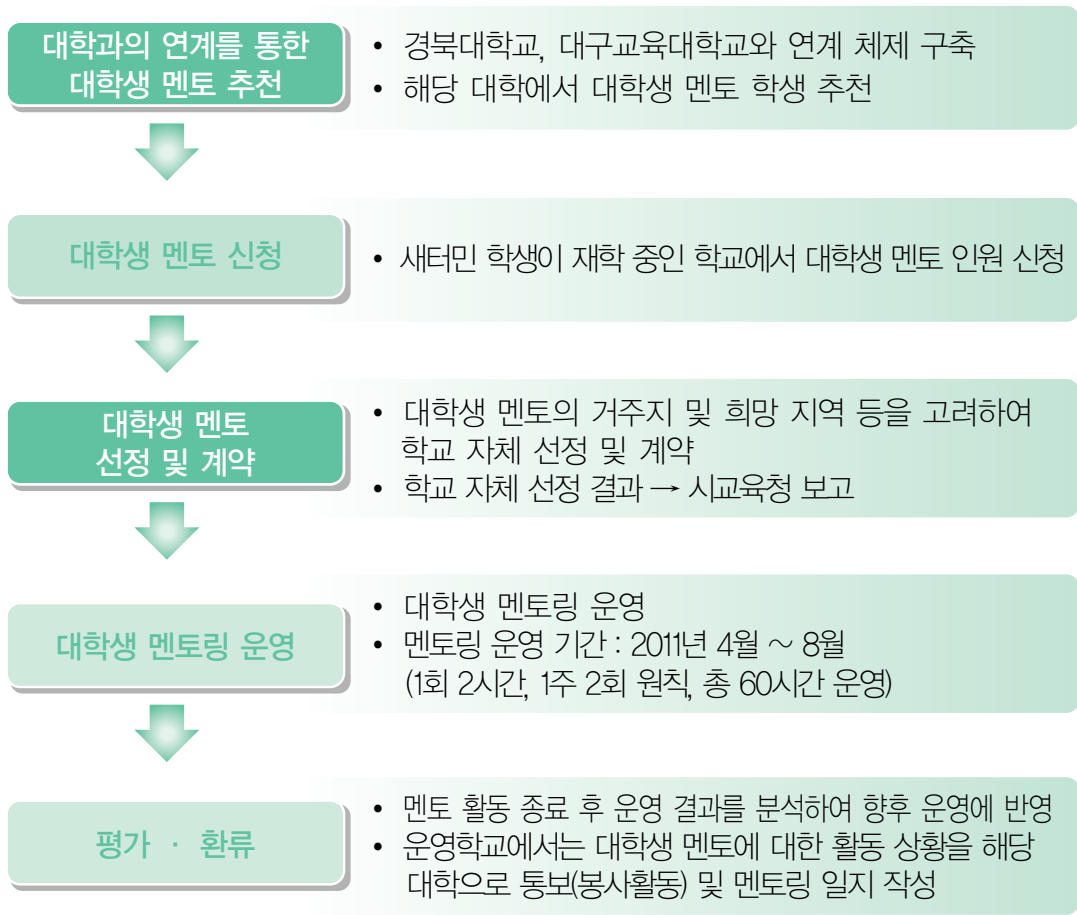 대학과의 연계를 통한
대학생 멘토 추천
• 경북대학교, 대구교육대학교와 연계 체제 구축
• 해당 대학에서 대학생 멘토 학생 추천
대학생 멘토 신청
• 새터민 학생이 재학 중인 학교에서 대학생 멘토 인원 신청
대학생 멘토
선정 및 계약
• 대학생 멘토의 거주지 및 희망 지역 등을 고려하여
학교 자체 선정 및 계약
• 학교 자체 선정 결과 → 시교육청 보고
대학생 멘토링 운영
• 대학생 멘토링 운영
• 멘토링 운영 기간 : 2011년 4월 ~ 8월
(1회 2시간, 1주 2회 원칙, 총 60시간 운영)
평가 · 환류
• 멘토 활동 종료 후 운영 결과를 분석하여 향후 운영에 반영
• 운영학교에서는 대학생 멘토에 대한 활동 상황을 해당
대학으로 통보(봉사활동) 및 멘토링 일지 작성